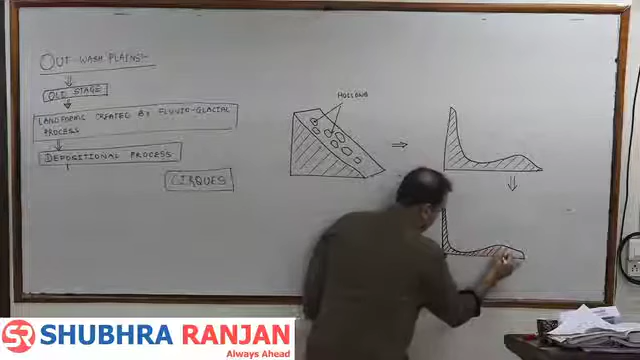 OUT-WASH PLAINS:-
OLD STAGE
LANDFORMS CREATED BY FLUVIO-GLACIAL
PROCESS
DEPOSITIONAL PROCESS
CIRQUES
HOLLOWS
SR SHUBHRA RANJAN
Always Ahead